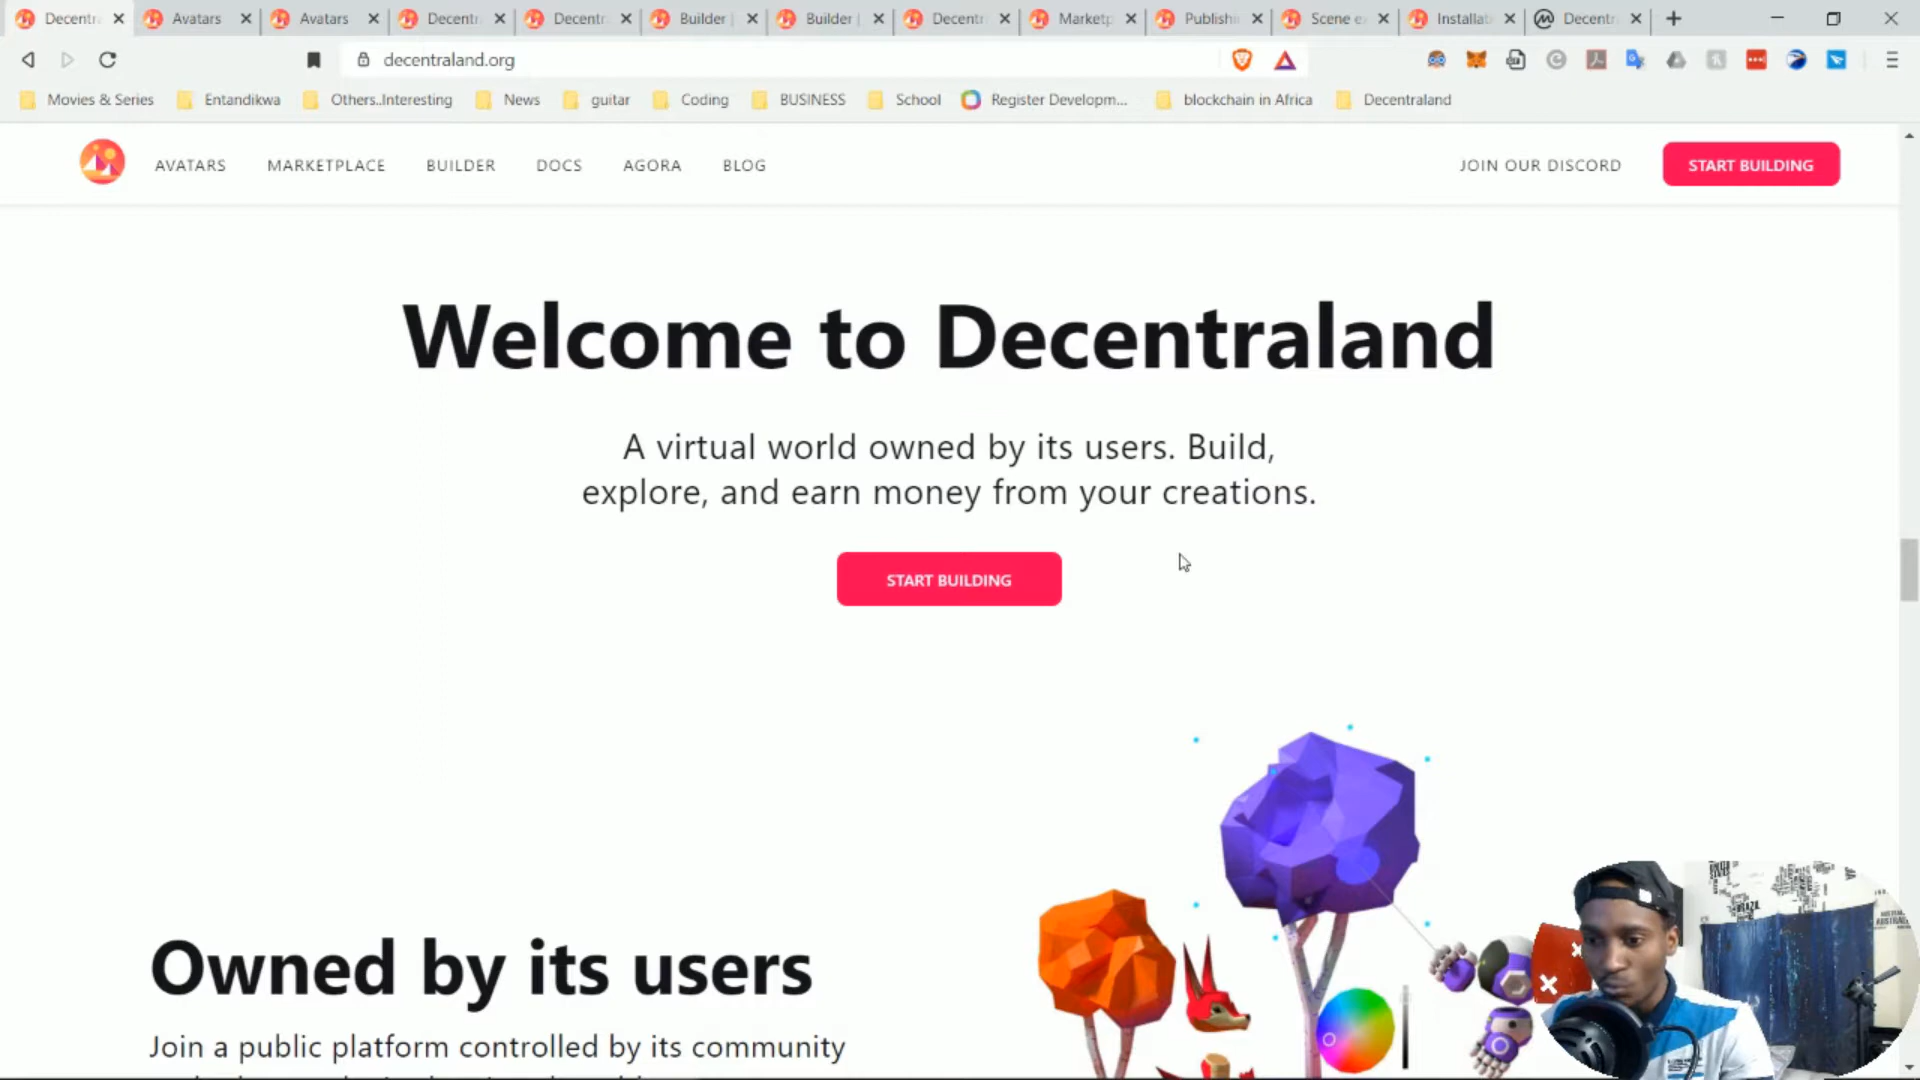 Decentr
Avatars
Avatars
Decentr
Decentr
Builder |
Builder |
Decentr
Marketp
Publishi
Scene e
Installat
Decentr
decentraland.org
Movies & Series
Entandikwa
Others..Interesting
News
guitar
Coding
BUSINESS
School
Register Developm...
blockchain in Africa
Decentraland
AVATARS
MARKETPLACE
BUILDER
DOCS
AGORA
BLOG
JOIN OUR DISCORD
START BUILDING
Welcome to Decentraland
A virtual world owned by its users. Build,
explore, and earn money from your creations.
START BUILDING
Owned by its users
Join a public platform controlled by its community